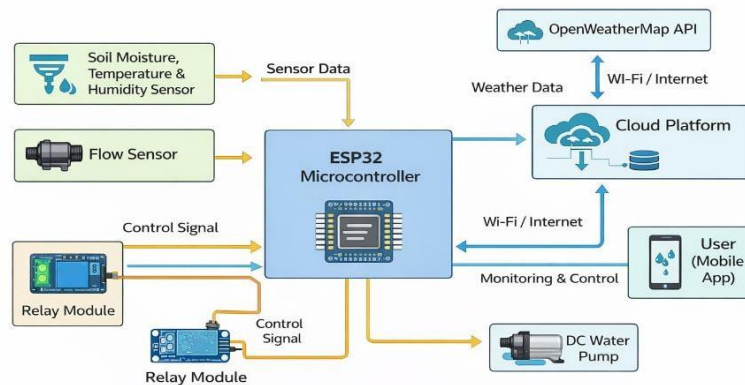 OpenWeatherMap API
Soil Moisture,
Temperature &
Humidity Sensor
Sensor Data
Weather Data
WI-Fi / Internet
Flow Sensor
ESP32
Microcontroller
Cloud Platform
Control Signal
Wi-Fi / Internet
User
(Mobile
App)
Monitoring & Control
Relay Module
Control
Signal
DC Water
Pump
Relay Module